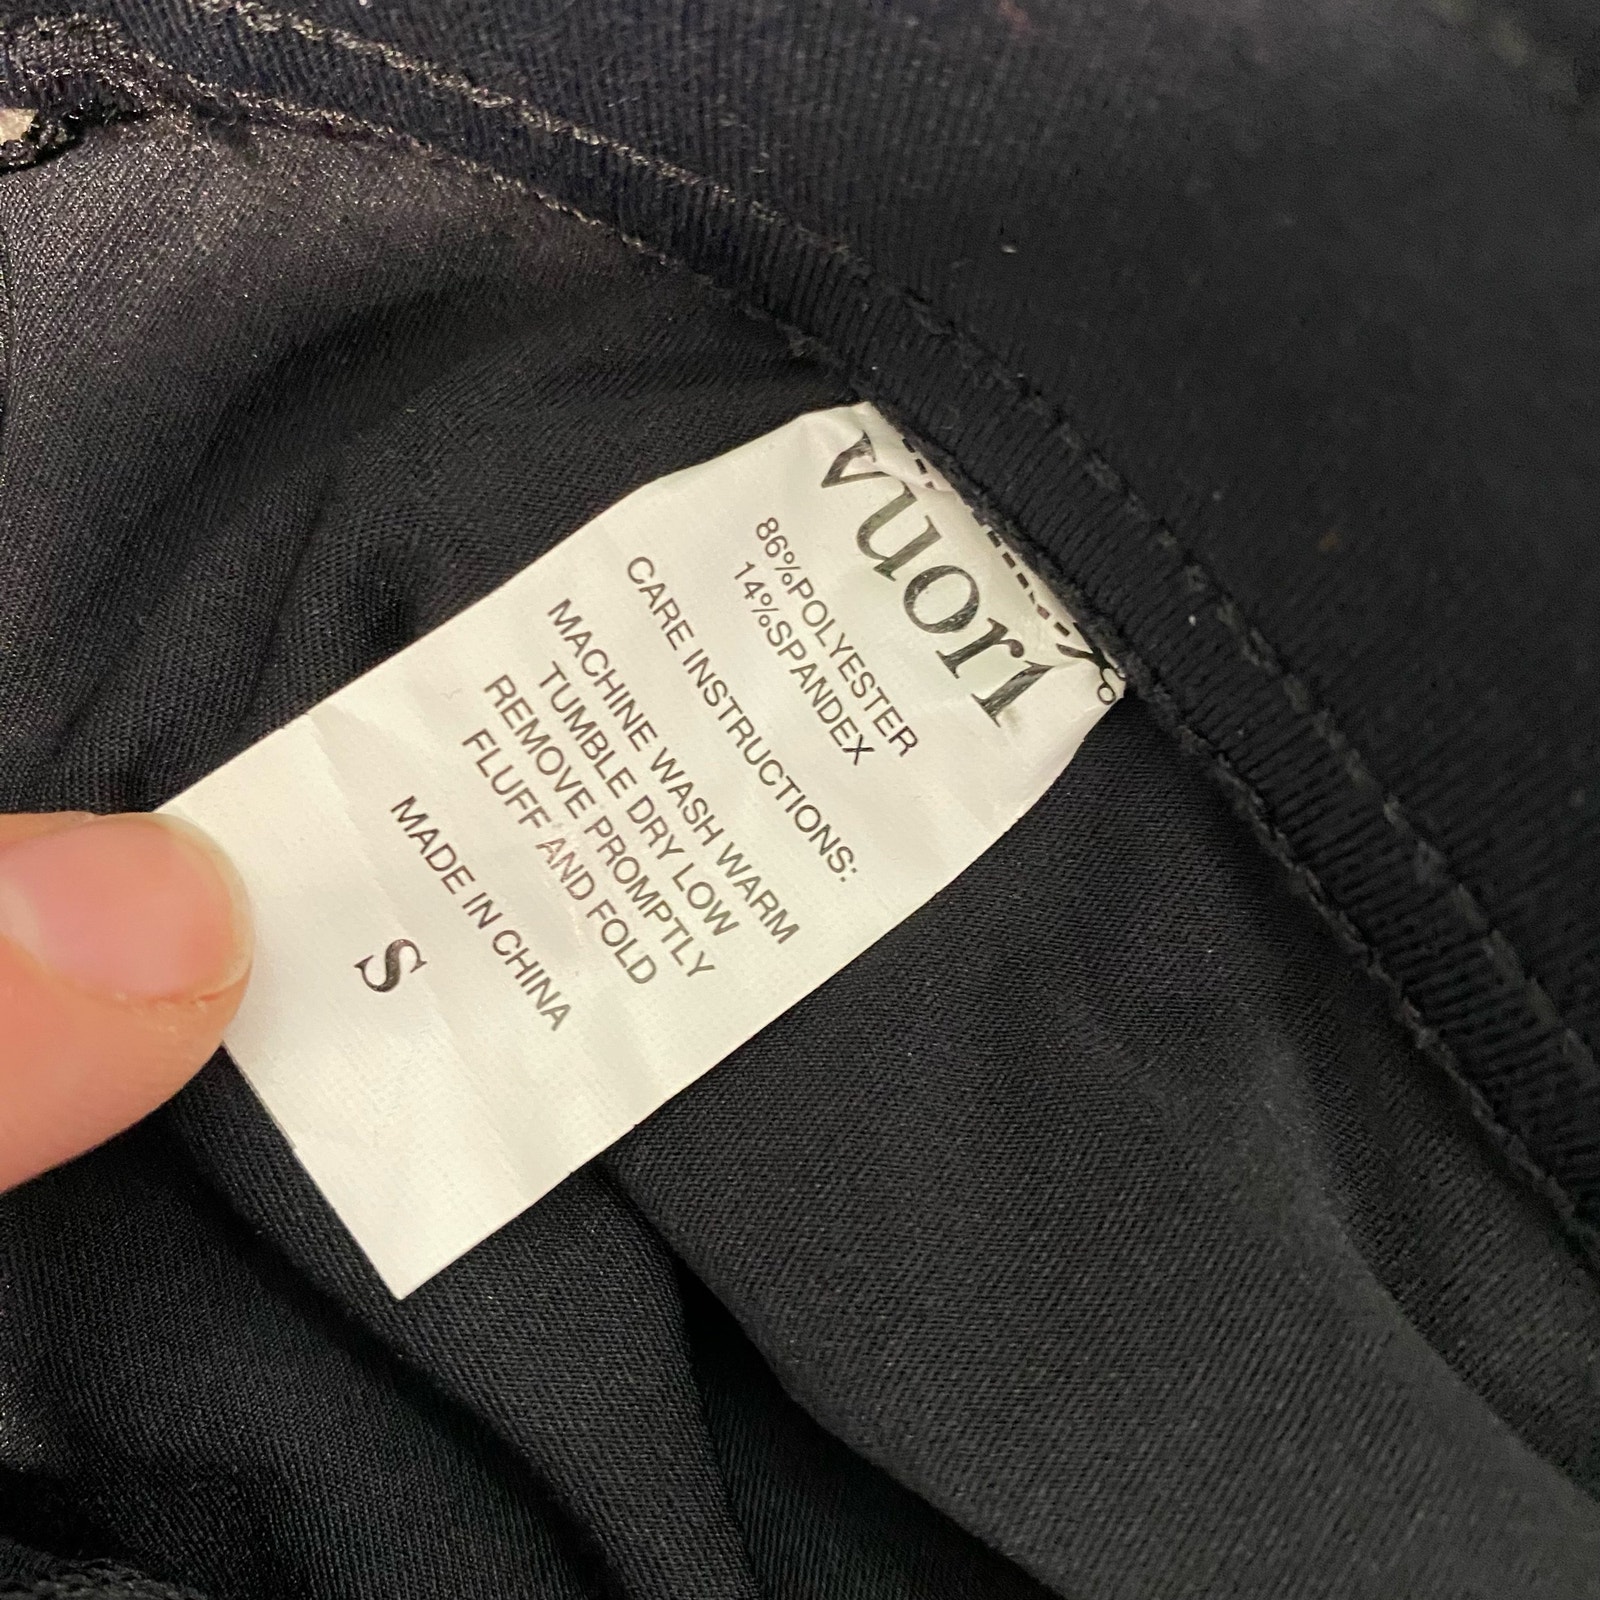 vuori
86%POLYESTER
14%SPANDEX
CARE INSTRUCTIONS:
MACHINE WASH WARM
TUMBLE DRY LOW
REMOVE PROMPTLY
FLUFF AND FOLD
MADE IN CHINA
S